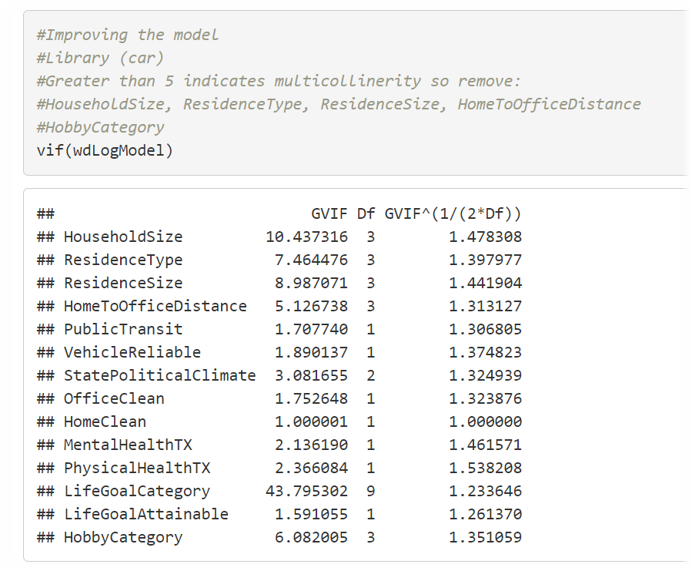 #Improving the model
#Library (car)
#Greater than 5 indicates multicollinerity so remove:
#HouseholdSize, ResidenceType, ResidenceSize, HomeToOfficeDistance
#HobbyCategory
vif(wdLogModel)
##                           GVIF Df GVIF^(1/(2*Df))
## HouseholdSize        10.437316  3        1.478308
## ResidenceType         7.464476  3        1.397977
## ResidenceSize         8.987071  3        1.441904
## HomeToOfficeDistance  5.126738  3        1.313127
## PublicTransit         1.707740  1        1.306805
## VehicleReliable       1.890137  1        1.374823
## StatePoliticalClimate  3.081655  2        1.324939
## OfficeClean           1.752648  1        1.323876
## HomeClean             1.000001  1        1.000000
## MentalHealthTX        2.136190  1        1.461571
## PhysicalHealthTX      2.366084  1        1.538208
## LifeGoalCategory     43.795302  9        1.233646
## LifeGoalAttainable    1.591055  1        1.261370
## HobbyCategory         6.082005  3        1.351059